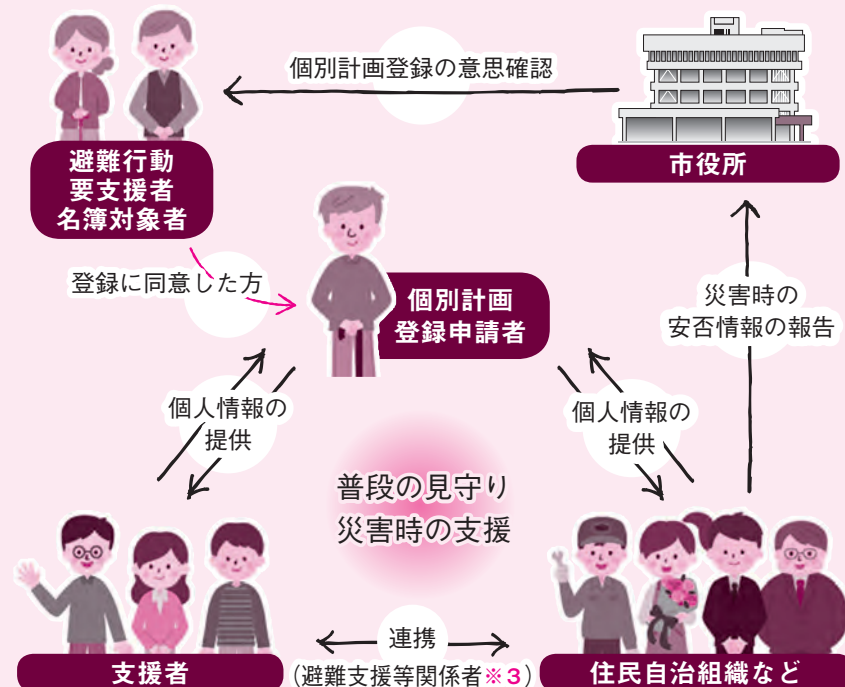 個別計画登録の意思確認
避難行動
要支援者
名簿対象者
市役所
登録に同意した方
個別計画
登録申請者
災害時の
安否情報の報告
個人情報の
提供
個人情報の
提供
普段の見守り
災害時の支援
連携
(避難支援等関係者※3)
支援者
住民自治組織など